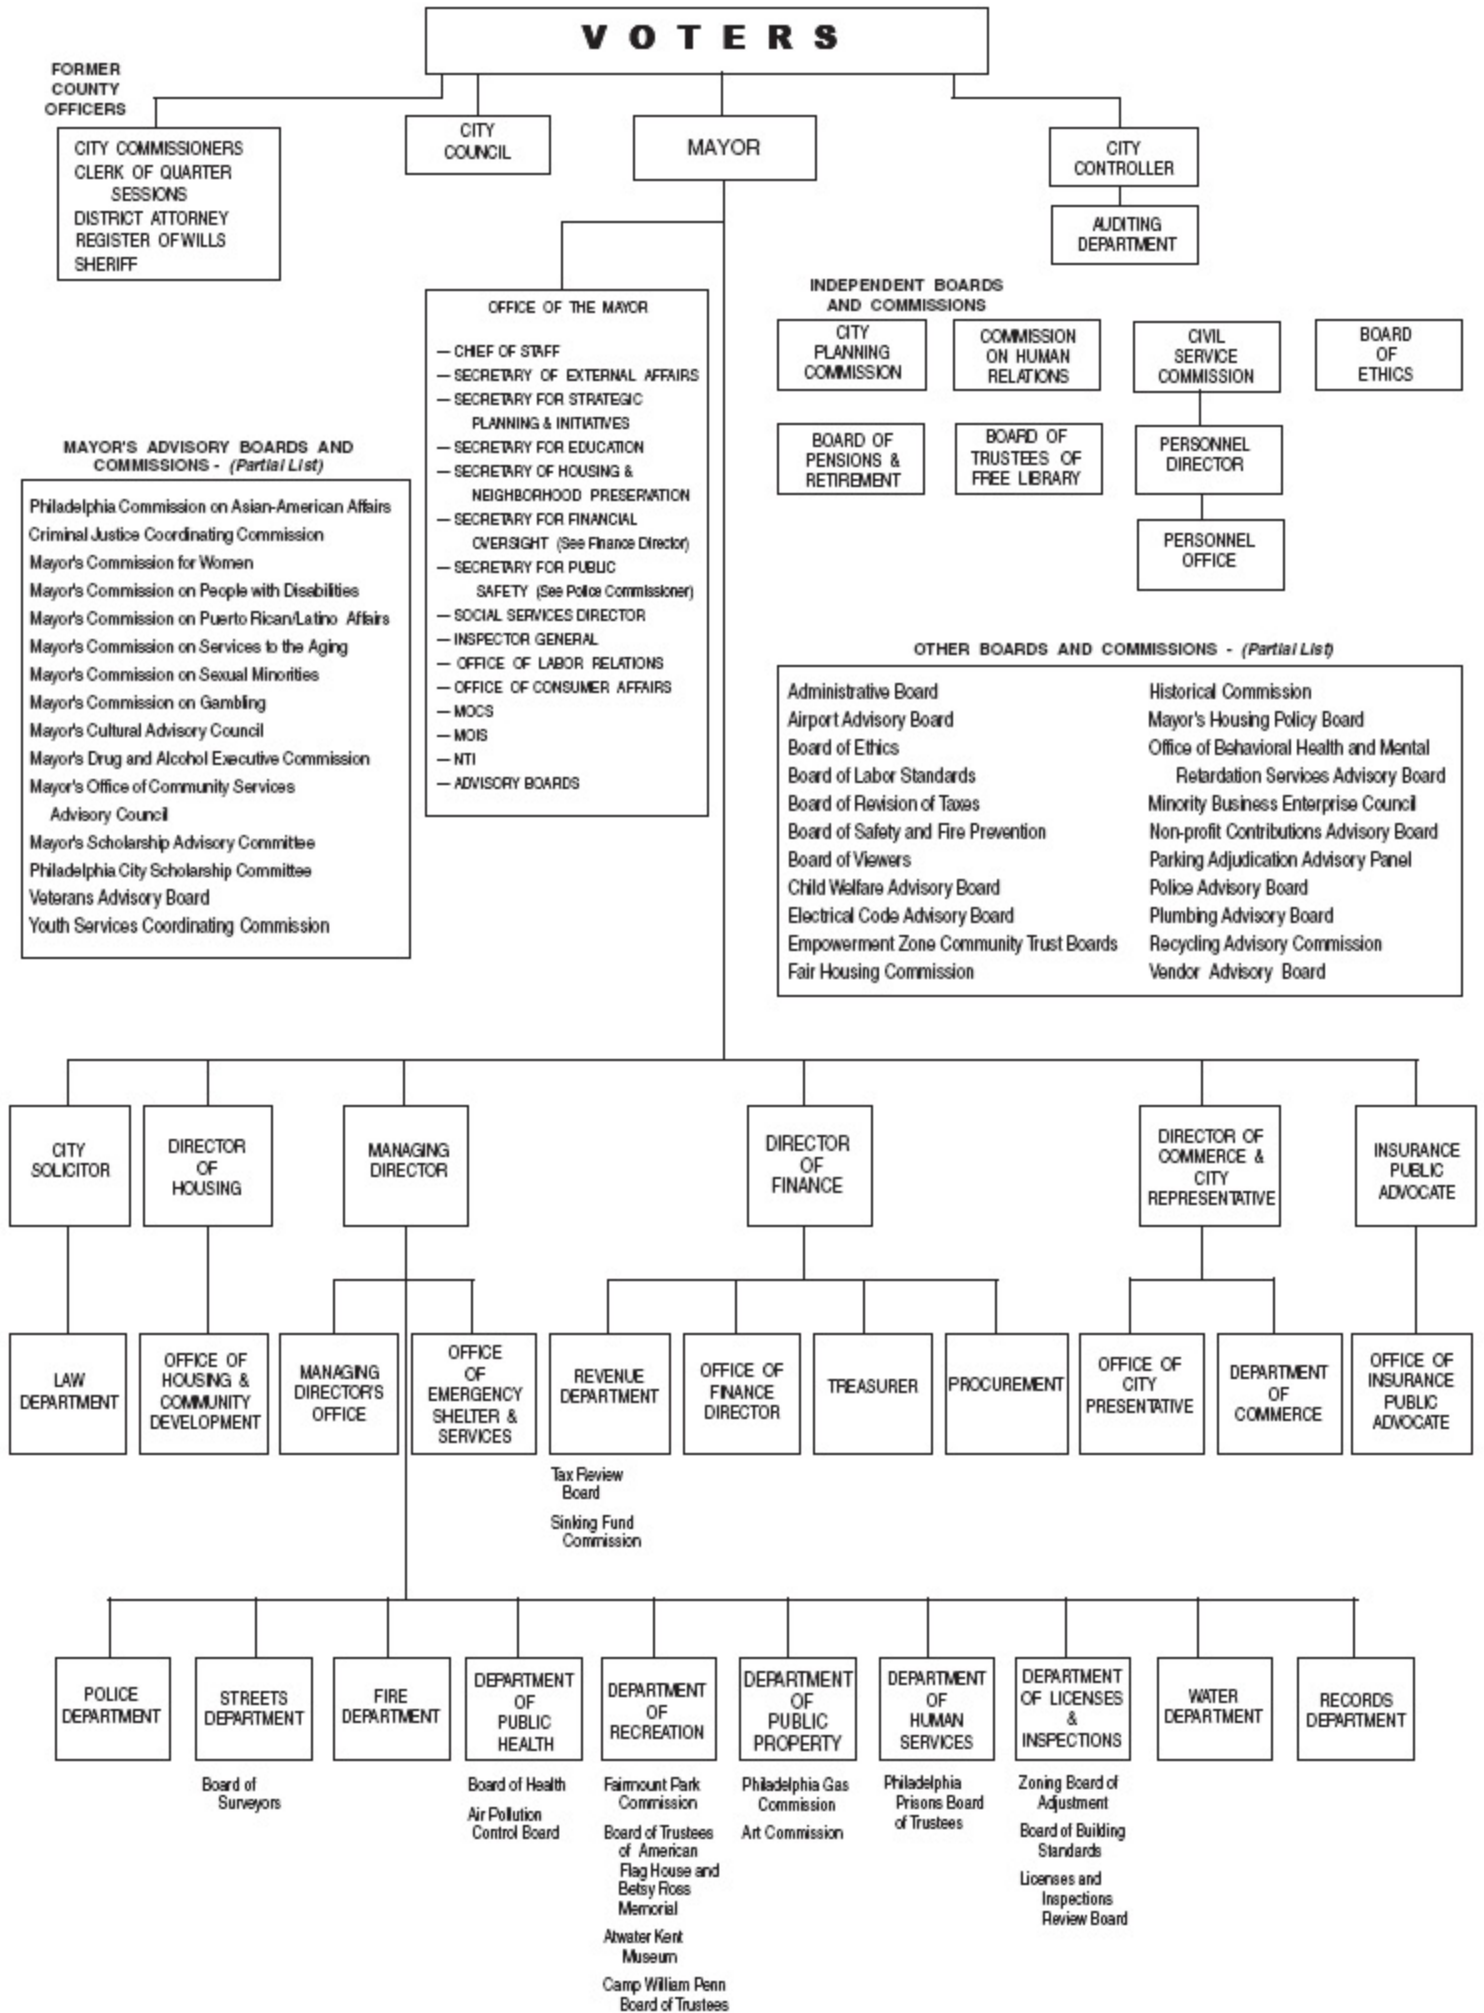 VOTERS
FORMER
COUNTY
OFFICERS
CITY COMMISSIONERS
CLERK OF QUARTER
SESSIONS
DISTRICT ATTORNEY
REGISTER OF WILLS
SHERIFF
CITY
COUNCIL
MAYOR
CITY
CONTROLLER
AUDITING
DEPARTMENT
OFFICE OF THE MAYOR
— CHIEF OF STAFF
— SECRETARY OF EXTERNAL AFFAIRS
— SECRETARY FOR STRATEGIC
PLANNING & INITIATIVES
— SECRETARY FOR EDUCATION
— SECRETARY OF HOUSING &
NEIGHBORHOOD PRESERVATION
— SECRETARY FOR FINANCIAL
OVERSIGHT (See Finance Director)
— SECRETARY FOR PUBLIC
SAFETY (See Police Commissioner)
— SOCIAL SERVICES DIRECTOR
— INSPECTOR GENERAL
— OFFICE OF LABOR RELATIONS
— OFFICE OF CONSUMER AFFAIRS
— MOCS
— MOIS
— NTI
— ADVISORY BOARDS
INDEPENDENT BOARDS
AND COMMISSIONS
CITY
PLANNING
COMMISSION
COMMISSION
ON HUMAN
RELATIONS
CIVIL
SERVICE
COMMISSION
BOARD
OF
ETHICS
BOARD OF
PENSIONS &
RETIREMENT
BOARD OF
TRUSTEES OF
FREE LIBRARY
PERSONNEL
DIRECTOR
PERSONNEL
OFFICE
MAYOR'S ADVISORY BOARDS AND
COMMISSIONS - (Partial List)
Philadelphia Commission on Asian-American Affairs
Criminal Justice Coordinating Commission
Mayor's Commission for Women
Mayor's Commission on People with Disabilities
Mayor's Commission on Puerto Rican/Latino Affairs
Mayor's Commission on Services to the Aging
Mayor's Commission on Sexual Minorities
Mayor's Commission on Gambling
Mayor's Cultural Advisory Council
Mayor's Drug and Alcohol Executive Commission
Mayor's Office of Community Services
Advisory Council
Mayor's Scholarship Advisory Committee
Philadelphia City Scholarship Committee
Veterans Advisory Board
Youth Services Coordinating Commission
OTHER BOARDS AND COMMISSIONS - (Partial List)
Administrative Board
Airport Advisory Board
Board of Ethics
Board of Labor Standards
Board of Revision of Taxes
Board of Safety and Fire Prevention
Board of Viewers
Child Welfare Advisory Board
Electrical Code Advisory Board
Empowerment Zone Community Trust Boards
Fair Housing Commission
Historical Commission
Mayor's Housing Policy Board
Office of Behavioral Health and Mental
Retardation Services Advisory Board
Minority Business Enterprise Council
Non-profit Contributions Advisory Board
Parking Adjudication Advisory Panel
Police Advisory Board
Plumbing Advisory Board
Recycling Advisory Commission
Vendor Advisory Board
CITY
SOLICITOR
DIRECTOR
OF
HOUSING
MANAGING
DIRECTOR
DIRECTOR
OF
FINANCE
DIRECTOR OF
COMMERCE &
CITY
REPRESENTATIVE
INSURANCE
PUBLIC
ADVOCATE
LAW
DEPARTMENT
OFFICE OF
HOUSING &
COMMUNITY
DEVELOPMENT
MANAGING
DIRECTOR'S
OFFICE
OFFICE
OF
EMERGENCY
SHELTER &
SERVICES
REVENUE
DEPARTMENT
Tax Review
Board
Sinking Fund
Commission
OFFICE OF
FINANCE
DIRECTOR
TREASURER
PROCUREMENT
OFFICE OF
CITY
PRESENTATIVE
DEPARTMENT
OF
COMMERCE
OFFICE OF
INSURANCE
PUBLIC
ADVOCATE
POLICE
DEPARTMENT
STREETS
DEPARTMENT
Board of
Surveyors
FIRE
DEPARTMENT
DEPARTMENT
OF
PUBLIC
HEALTH
Board of Health
Air Pollution
Control Board
DEPARTMENT
OF
RECREATION
Fairmount Park
Commission
Board of Trustees
of American
Flag House and
Betsy Ross
Memorial
Atwater Kent
Museum
Camp William Penn
Board of Trustees
DEPARTMENT
OF
PUBLIC
PROPERTY
Philadelphia Gas
Commission
Art Commission
DEPARTMENT
OF
HUMAN
SERVICES
Philadelphia
Prisons Board
of Trustees
DEPARTMENT
OF LICENSES
&
INSPECTIONS
Zoning Board of
Adjustment
Board of Building
Standards
Licenses and
Inspections
Review Board
WATER
DEPARTMENT
RECORDS
DEPARTMENT